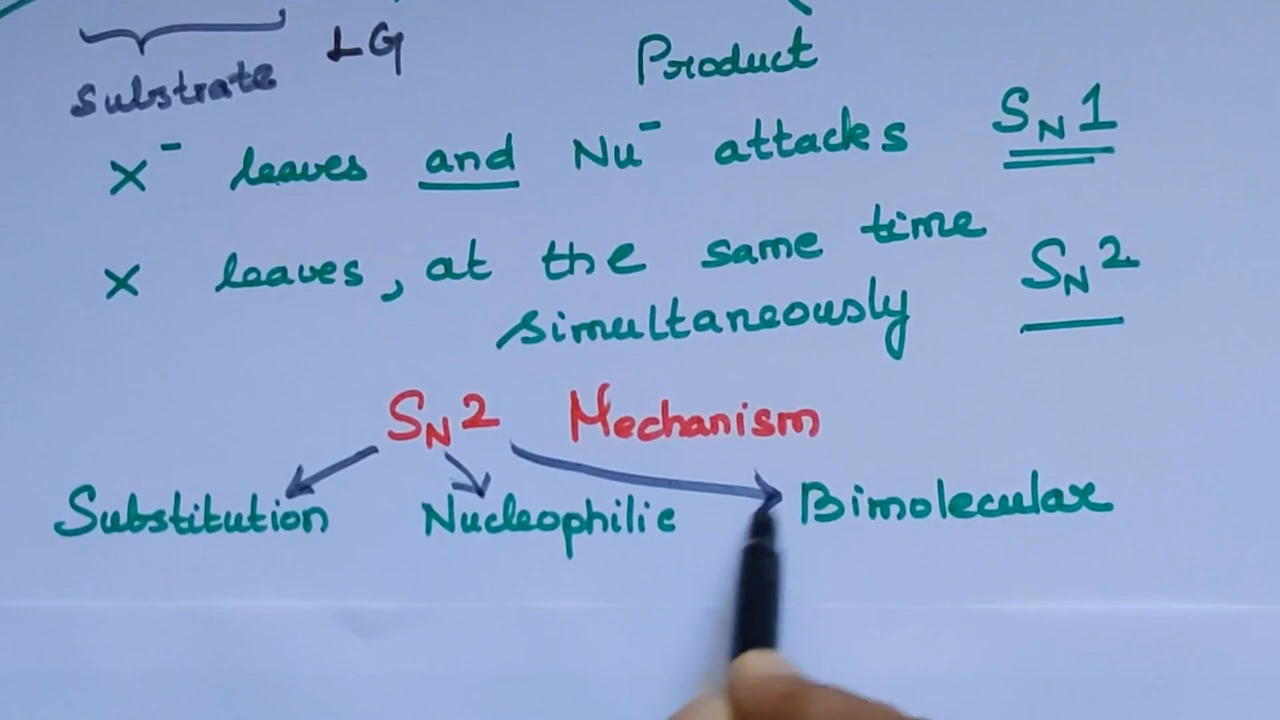 Substrate LG Product
X⁻ leaves and Nu⁻ attacks SN1
X leaves, at the same time SN2
simultaneously
SN2 Mechanism
Substitution Nucleophilic Bimolecular